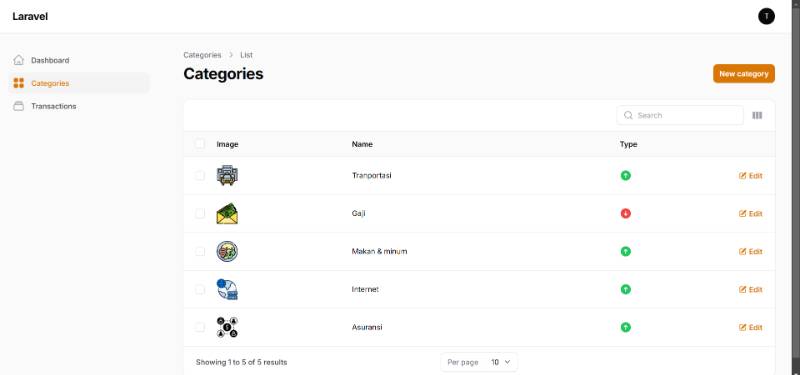 Laravel
T
Dashboard
Categories
Transactions
Categories > List
Categories
New category
Search
Image Name Type
Tranportasi Edit
Gaji Edit
Makan & minum Edit
Internet Edit
Asuransi Edit
Showing 1 to 5 of 5 results
Per page 10